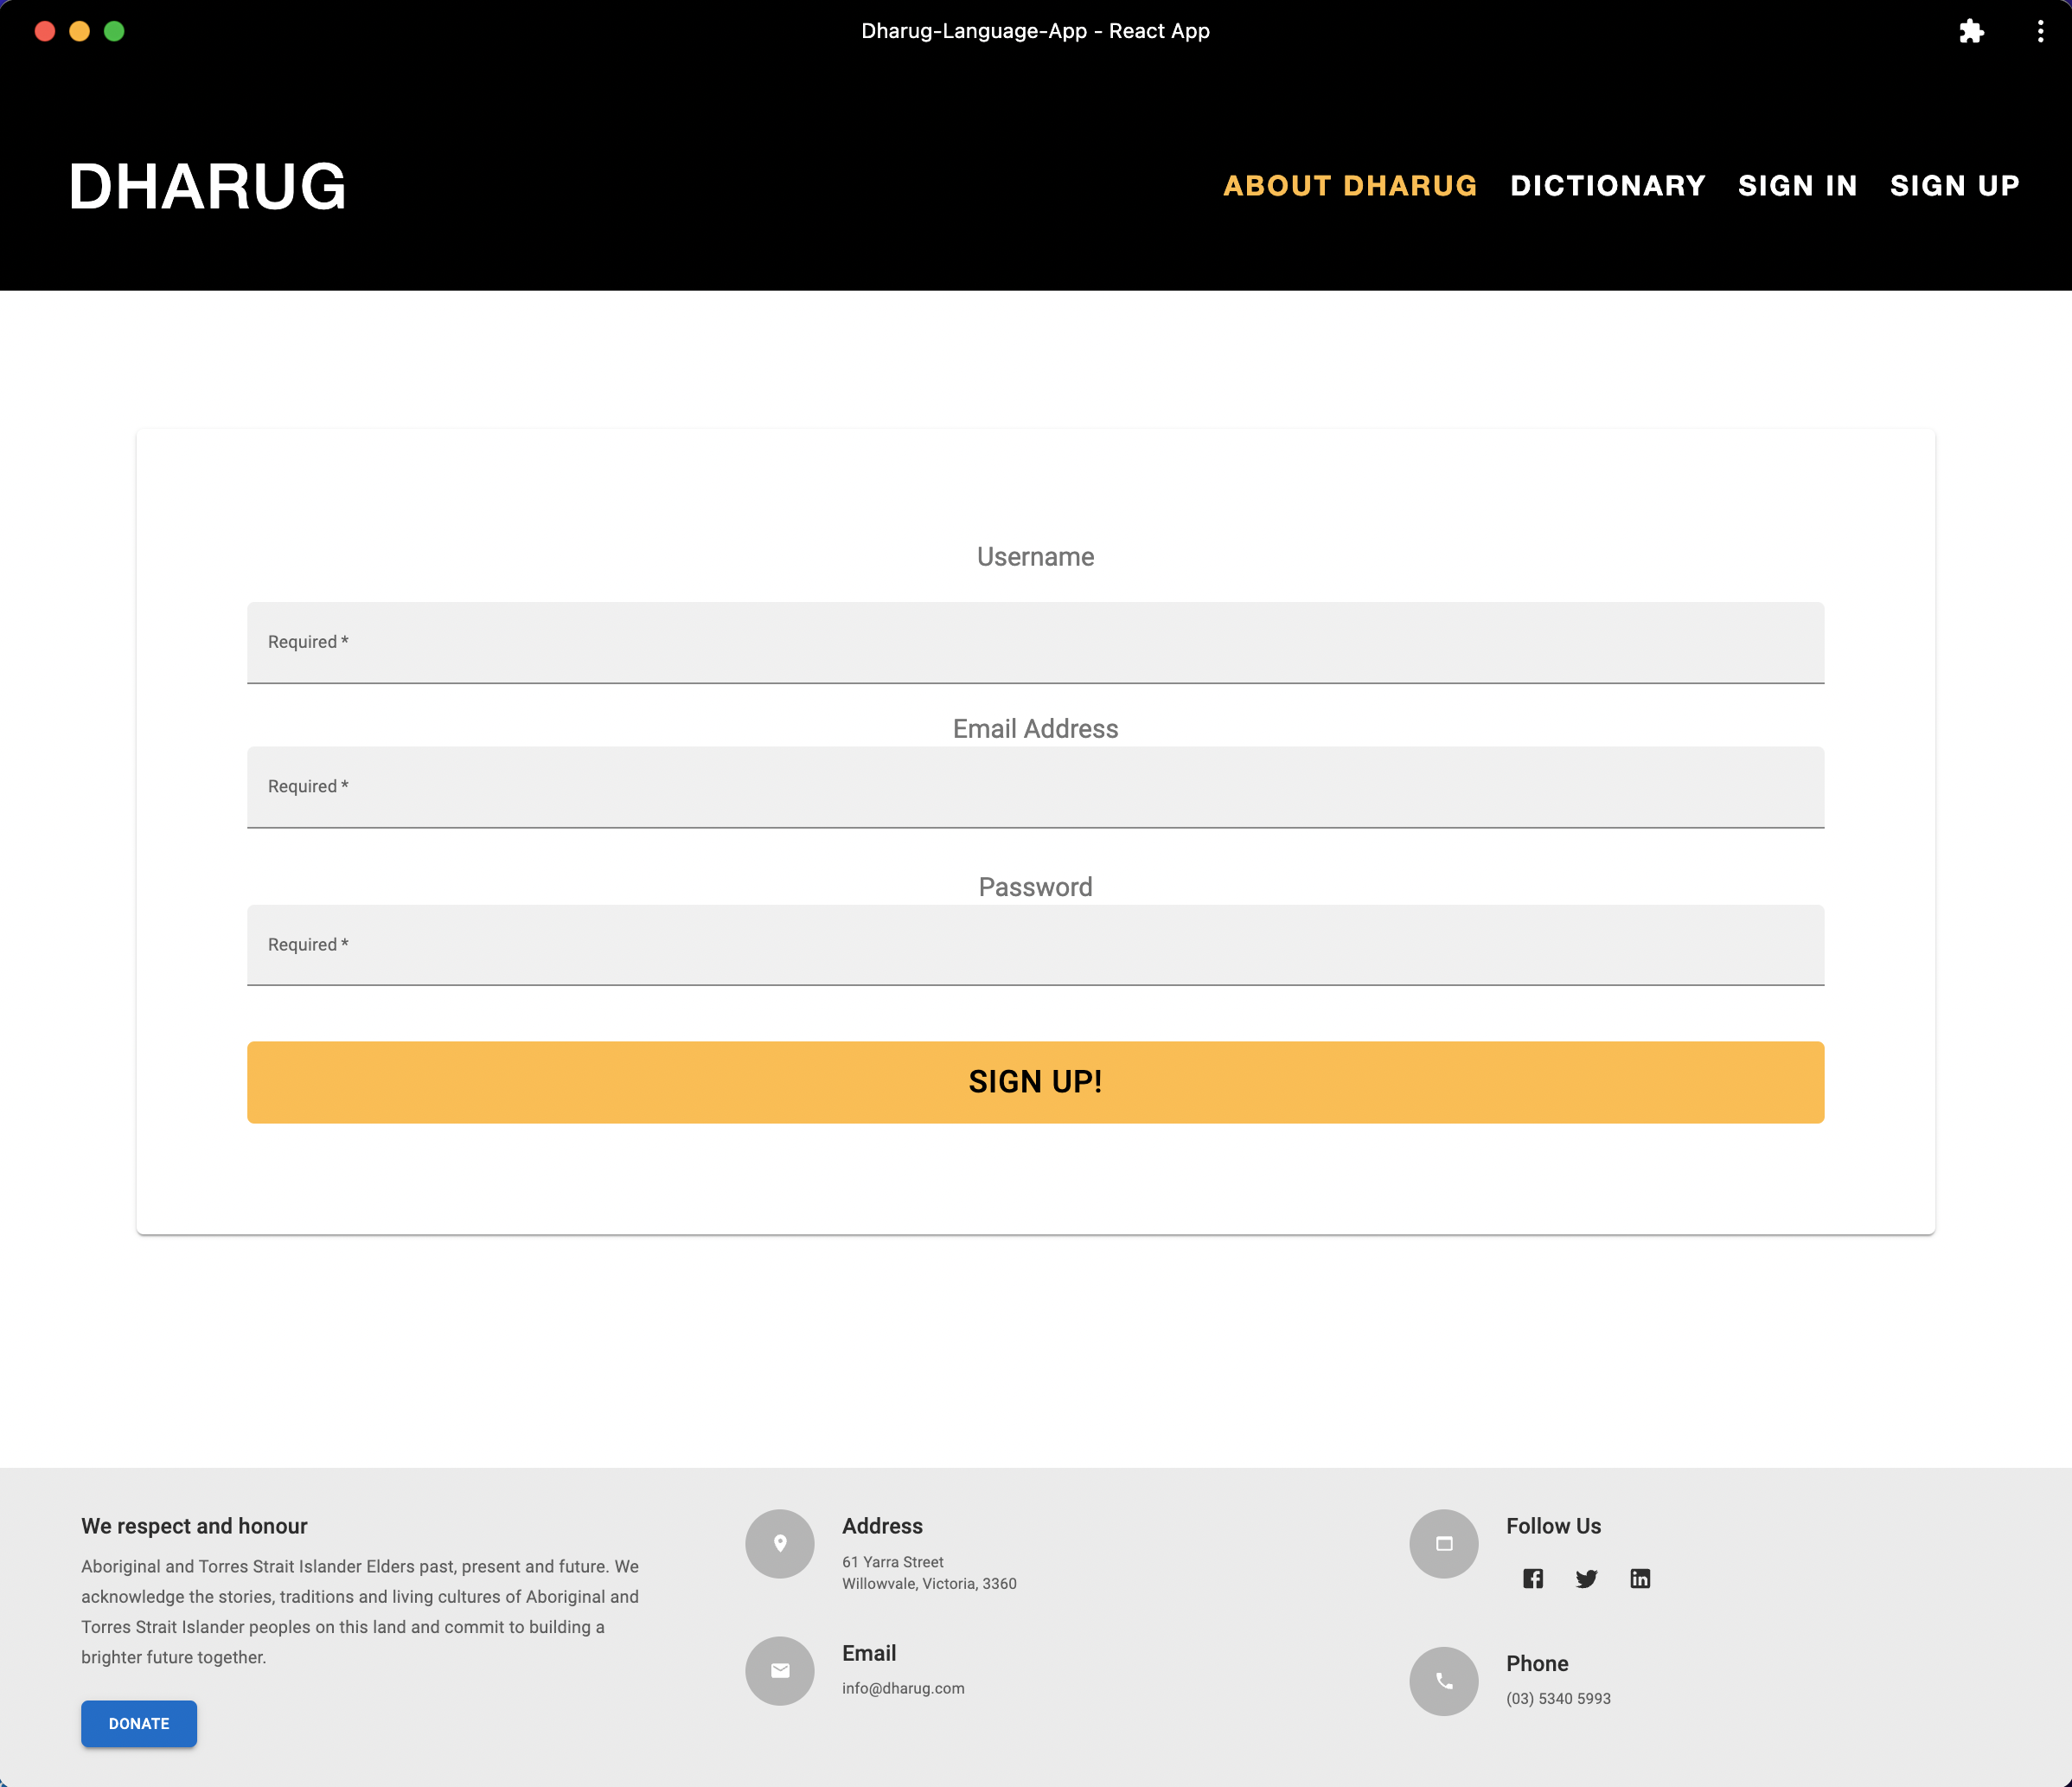 Dharug-Language-App - React App
DHARUG
ABOUT DHARUG DICTIONARY SIGN IN SIGN UP
Username
Required *
Email Address
Required *
Password
Required *
SIGN UP!
We respect and honour
Aboriginal and Torres Strait Islander Elders past, present and future. We
acknowledge the stories, traditions and living cultures of Aboriginal and
Torres Strait Islander peoples on this land and commit to building a
brighter future together.
DONATE
Address
61 Yarra Street
Willowvale, Victoria, 3360
Email
info@dharug.com
Follow Us
Phone
(03) 5340 5993